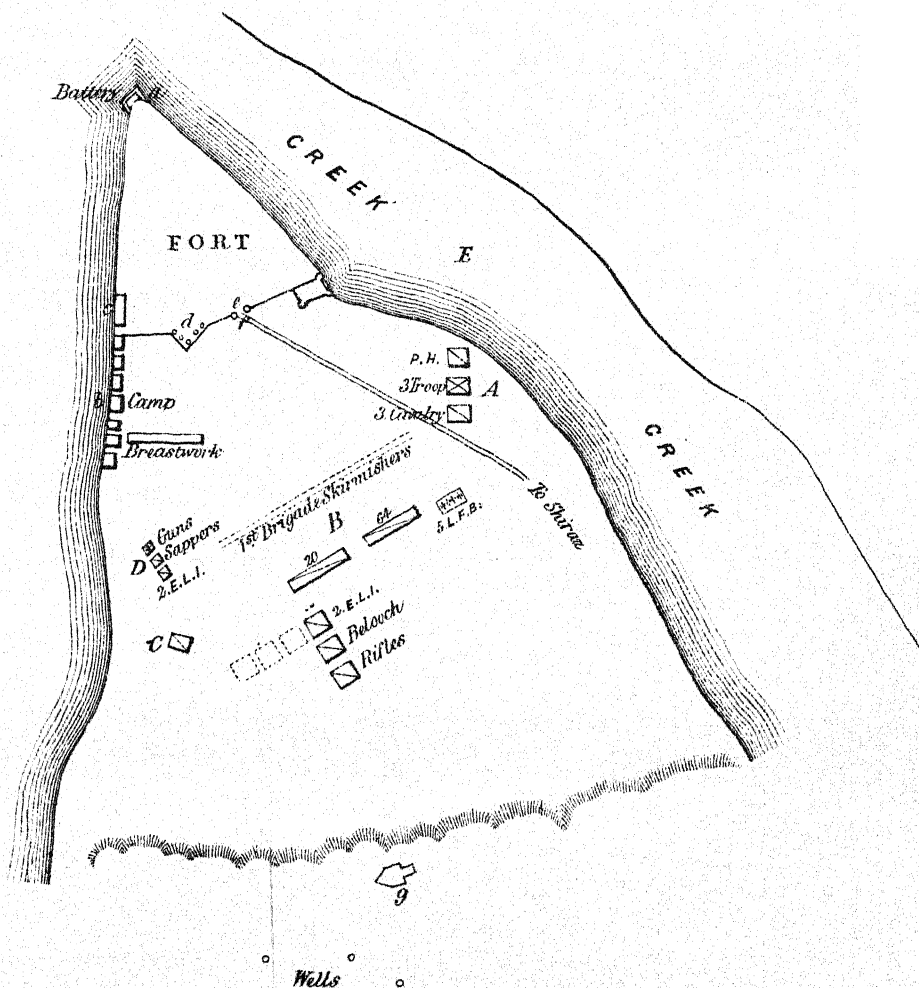 Battery a
CREEK
FORT
E
e
d
f
c
P.H.
3 Troop A
3 Cavalry
b Camp
Breastwork
CREEK
To Shiraz
1st Brigade Skirmishers
B
64
5. L.F.B.
20
Guns
Sappers
D
2.E.L.I.
2.E.L.I.
Belooch
Rifles
C
g
Wells